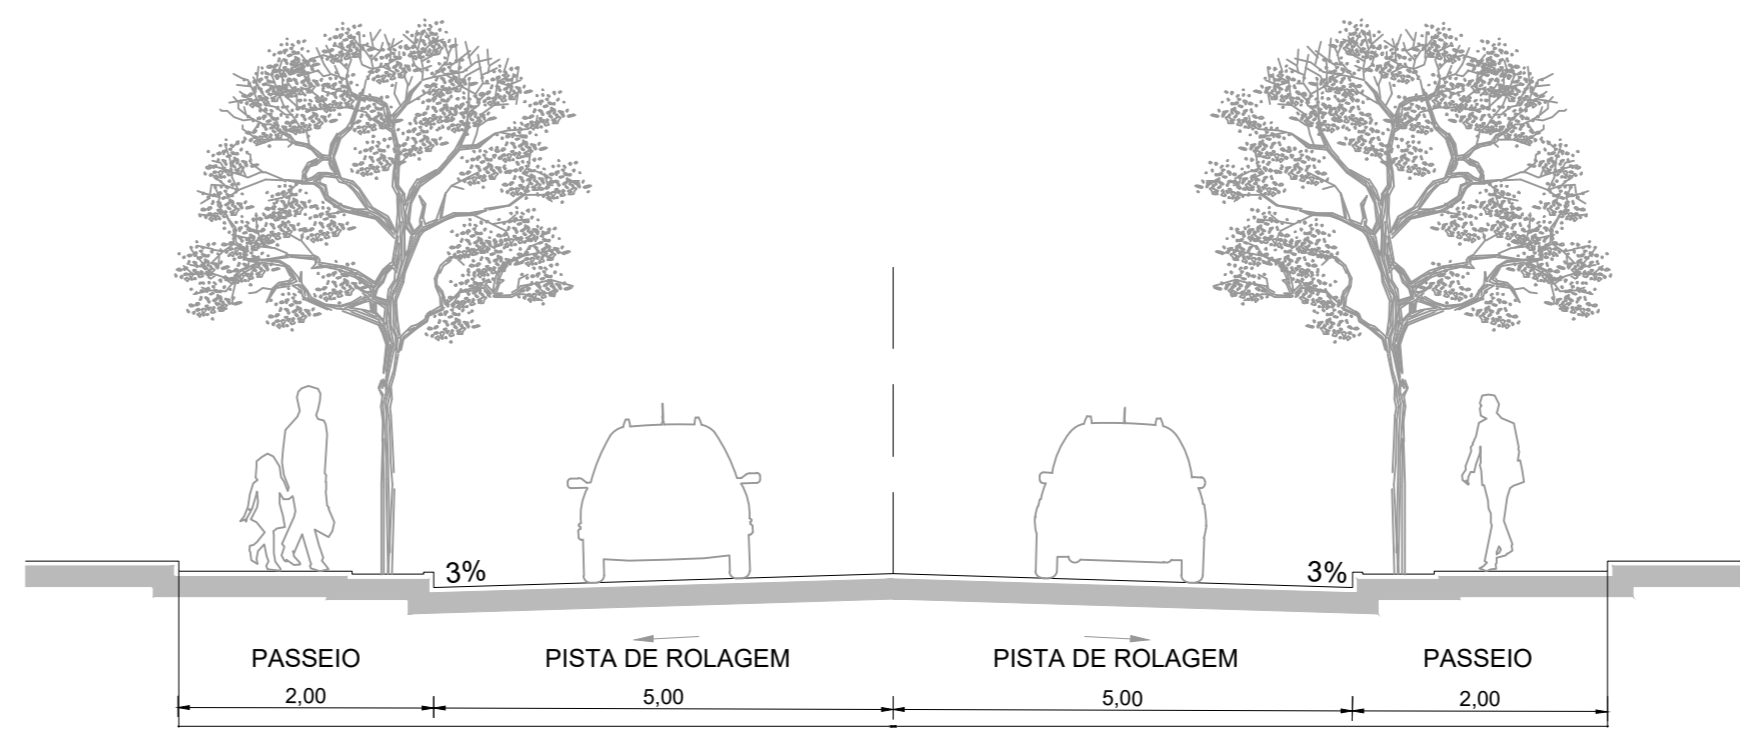 3% 3%
PASSEIO PISTA DE ROLAGEM PISTA DE ROLAGEM PASSEIO
2,00 5,00 5,00 2,00